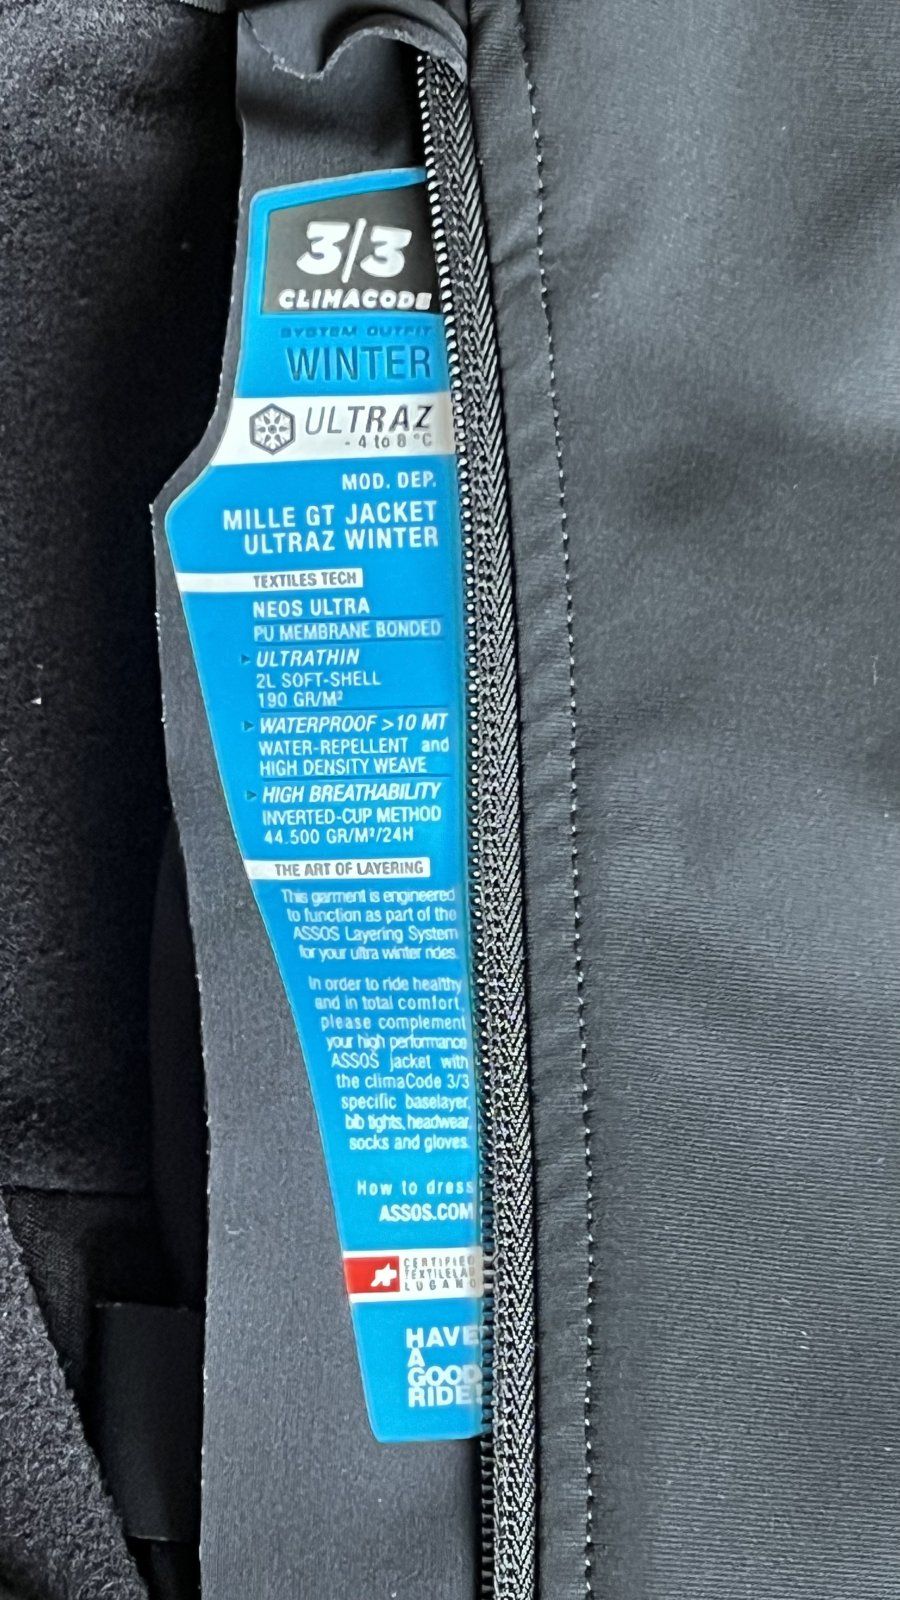 3/3
CLIMACODE
SYSTEM OUTFIT
WINTER
ULTRAZ
- 4 to 8 °C
MOD. DEP.
MILLE GT JACKET
ULTRAZ WINTER
TEXTILES TECH
NEOS ULTRA
PU MEMBRANE BONDED
ULTRATHIN
2L SOFT-SHELL
190 GR/M²
WATERPROOF >10 MT
WATER-REPELLENT and
HIGH DENSITY WEAVE
HIGH BREATHABILITY
INVERTED-CUP METHOD
44.500 GR/M²/24H
THE ART OF LAYERING
This garment is engineered
to function as part of the
ASSOS Layering System
for your ultra winter rides.
In order to ride healthy
and in total comfort,
please complement
your high performance
ASSOS jacket with
the climaCode 3/3
specific baselayer,
bib tights, headwear,
socks and gloves.
How to dress
ASSOS.COM
CERTIFIED
TEXTILELAB
LUGANO
HAVE
A
GOOD
RIDE!